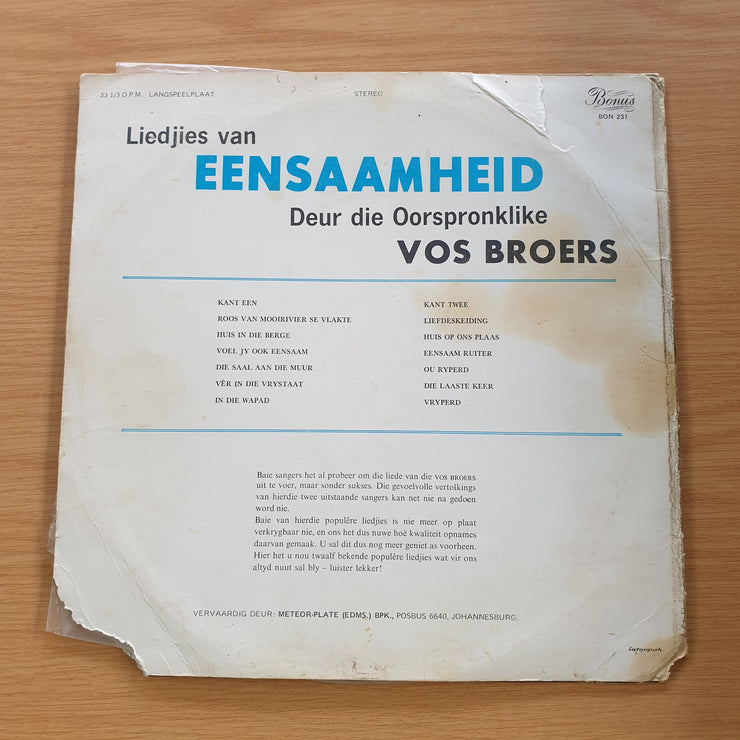 33 1/3 O.P.M. LANGSPEELPLAAT
STEREO
Bonus
BON 231
Liedjies van
EENSAAMHEID
Deur die Oorspronklike
VOS BROERS
KANT EEN
ROOS VAN MOOIRIVIER SE VLAKTE
HUIS IN DIE BERGE
VOEL JY OOK EENSAAM
DIE SAAL AAN DIE MUUR
VÊR IN DIE VRYSTAAT
IN DIE WAPAD
KANT TWEE
LIEFDESKEIDING
HUIS OP ONS PLAAS
EENSAAM RUITER
OU RYPERD
DIE LAASTE KEER
VRYPERD
Baie sangers het al probeer om die liede van die VOS BROERS
uit te voer, maar sonder sukses. Die gevoelvolle vertolkings
van hierdie twee uitstaande sangers kan net nie na gedoen
word nie.
Baie van hierdie populêre liedjies is nie meer op plaat
verkrygbaar nie, en ons het dus nuwe hoë kwaliteit opnames
daarvan gemaak. U sal dit dus nog meer geniet as voorheen.
Hier het u nou twaalf bekende populêre liedjies wat vir ons
altyd nuut sal bly – luister lekker!
VERVAARDIG DEUR: METEOR-PLATE (EDMS.) BPK., POSBUS 6640, JOHANNESBURG.